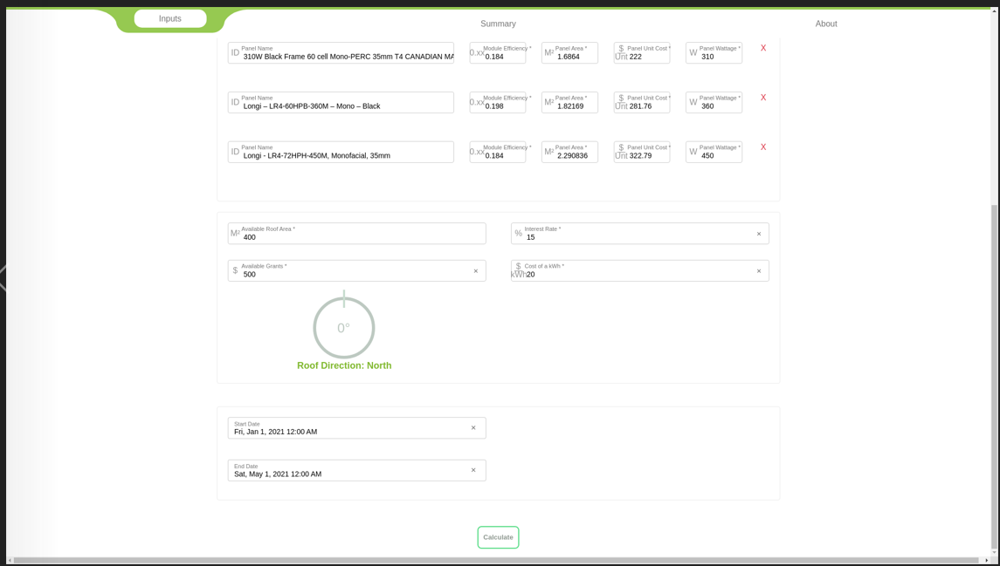 Inputs
Summary
About
ID
Panel Name
310W Black Frame 60 cell Mono-PERC 35mm T4 CANADIAN MA
0.xx
Module Efficiency *
0.184
M²
Panel Area *
1.6864
$
Unit
Panel Unit Cost *
222
W
Panel Wattage *
310
X
ID
Panel Name
Longi – LR4-60HPB-360M – Mono – Black
0.xx
Module Efficiency *
0.198
M²
Panel Area *
1.82169
$
Unit
Panel Unit Cost *
281.76
W
Panel Wattage *
360
X
ID
Panel Name
Longi - LR4-72HPH-450M, Monofacial, 35mm
0.xx
Module Efficiency *
0.184
M²
Panel Area *
2.290836
$
Unit
Panel Unit Cost *
322.79
W
Panel Wattage *
450
X
M²
Available Roof Area *
400
%
Interest Rate *
15
×
$
Available Grants *
500
×
$
kWh
Cost of a kWh *
20
×
0°
Roof Direction: North
Start Date
Fri, Jan 1, 2021 12:00 AM
×
End Date
Sat, May 1, 2021 12:00 AM
×
Calculate